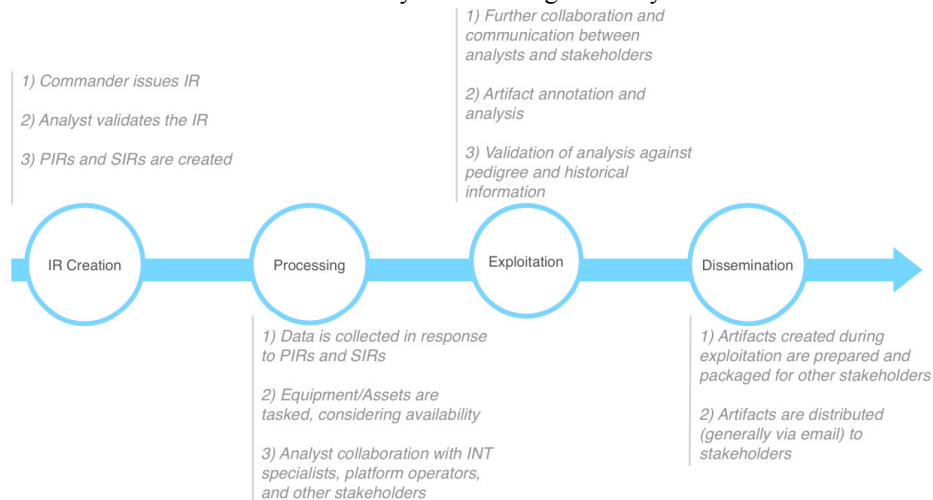 1) Further collaboration and
communication between
analysts and stakeholders
2) Artifact annotation and
analysis
3) Validation of analysis against
pedigree and historical
information
1) Commander issues IR
2) Analyst validates the IR
3) PIRs and SIRs are created
IR Creation
Processing
Exploitation
Dissemination
1) Data is collected in response
to PIRs and SIRs
2) Equipment/Assets are
tasked, considering availability
3) Analyst collaboration with INT
specialists, platform operators,
and other stakeholders
1) Artifacts created during
exploitation are prepared and
packaged for other stakeholders
2) Artifacts are distributed
(generally via email) to
stakeholders